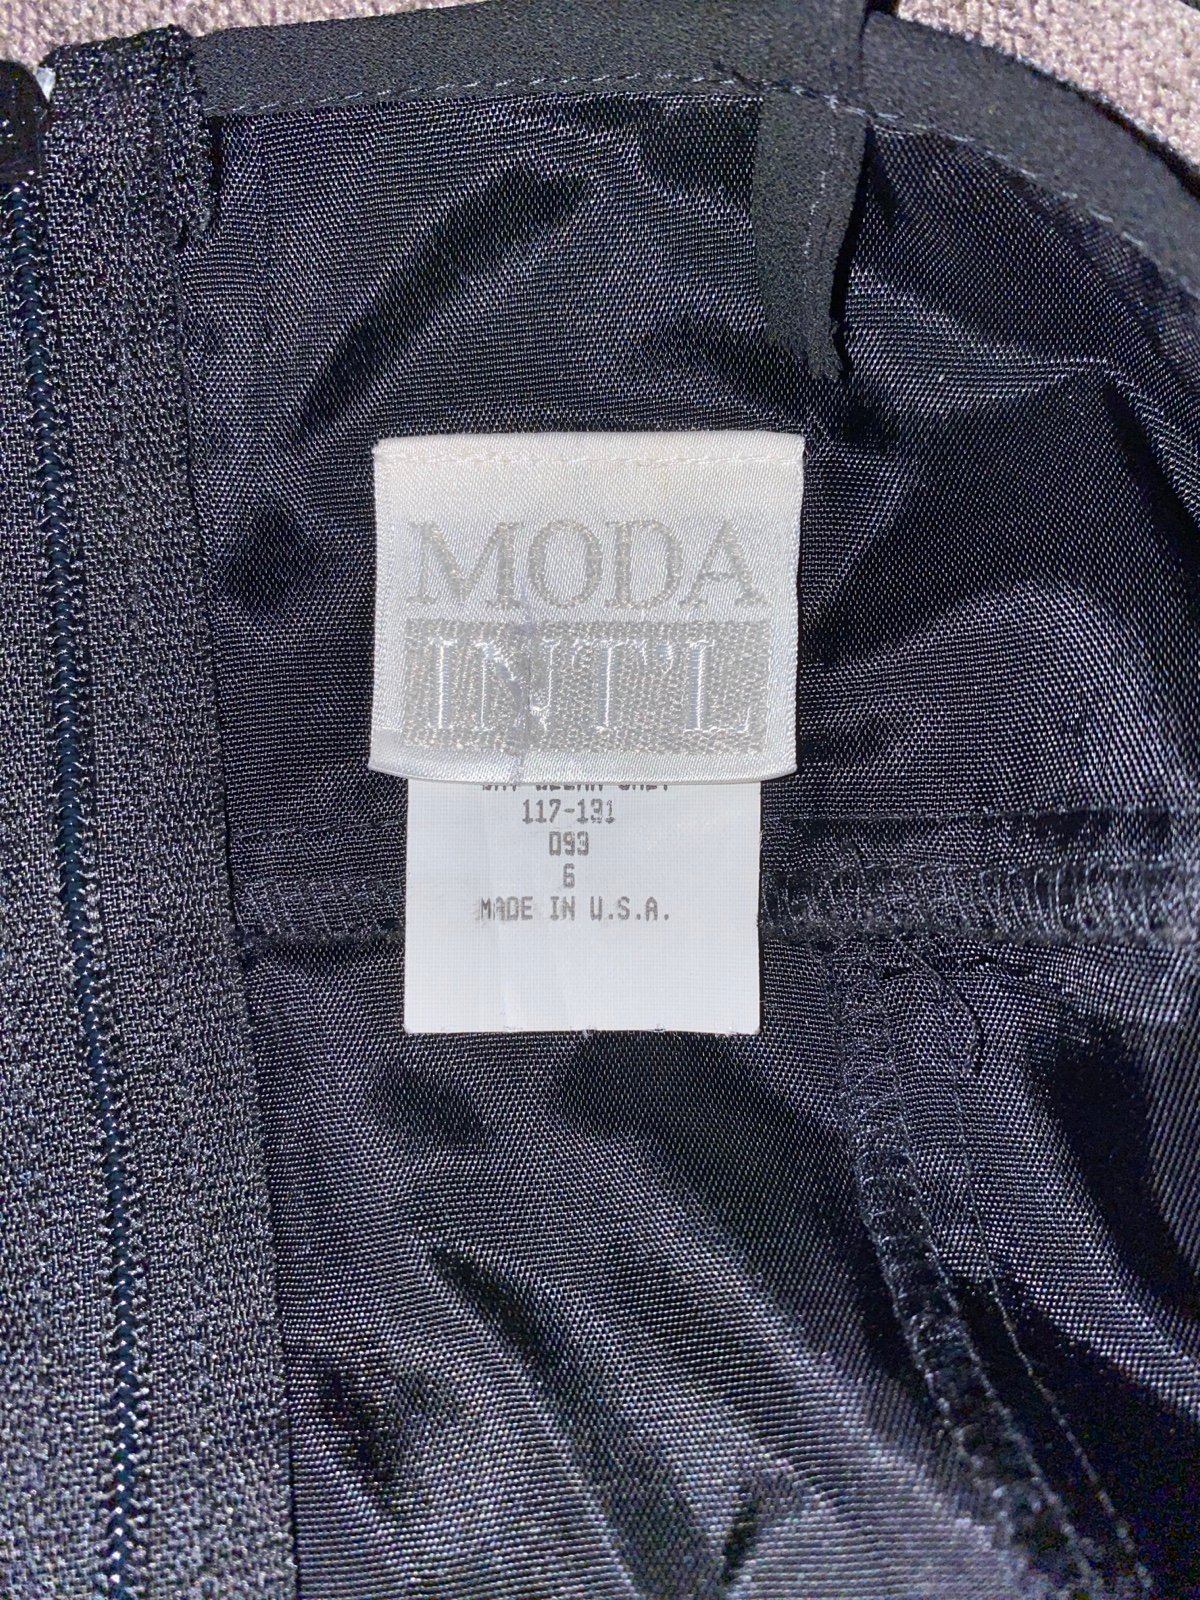 MODA
INT'L
117-131
093
6
MADE IN U.S.A.